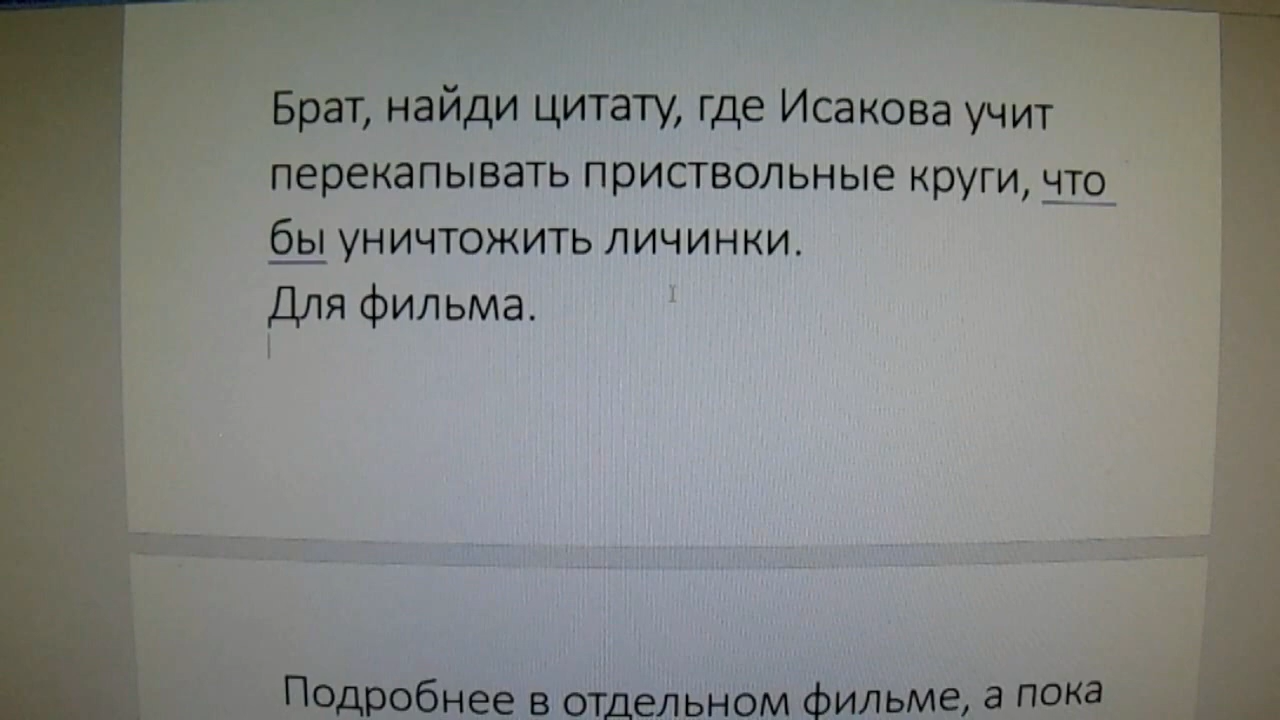 Брат, найди цитату, где Исакова учит
перекапывать приствольные круги, что
бы уничтожить личинки.
Для фильма.
Подробнее в отдельном фильме, а пока